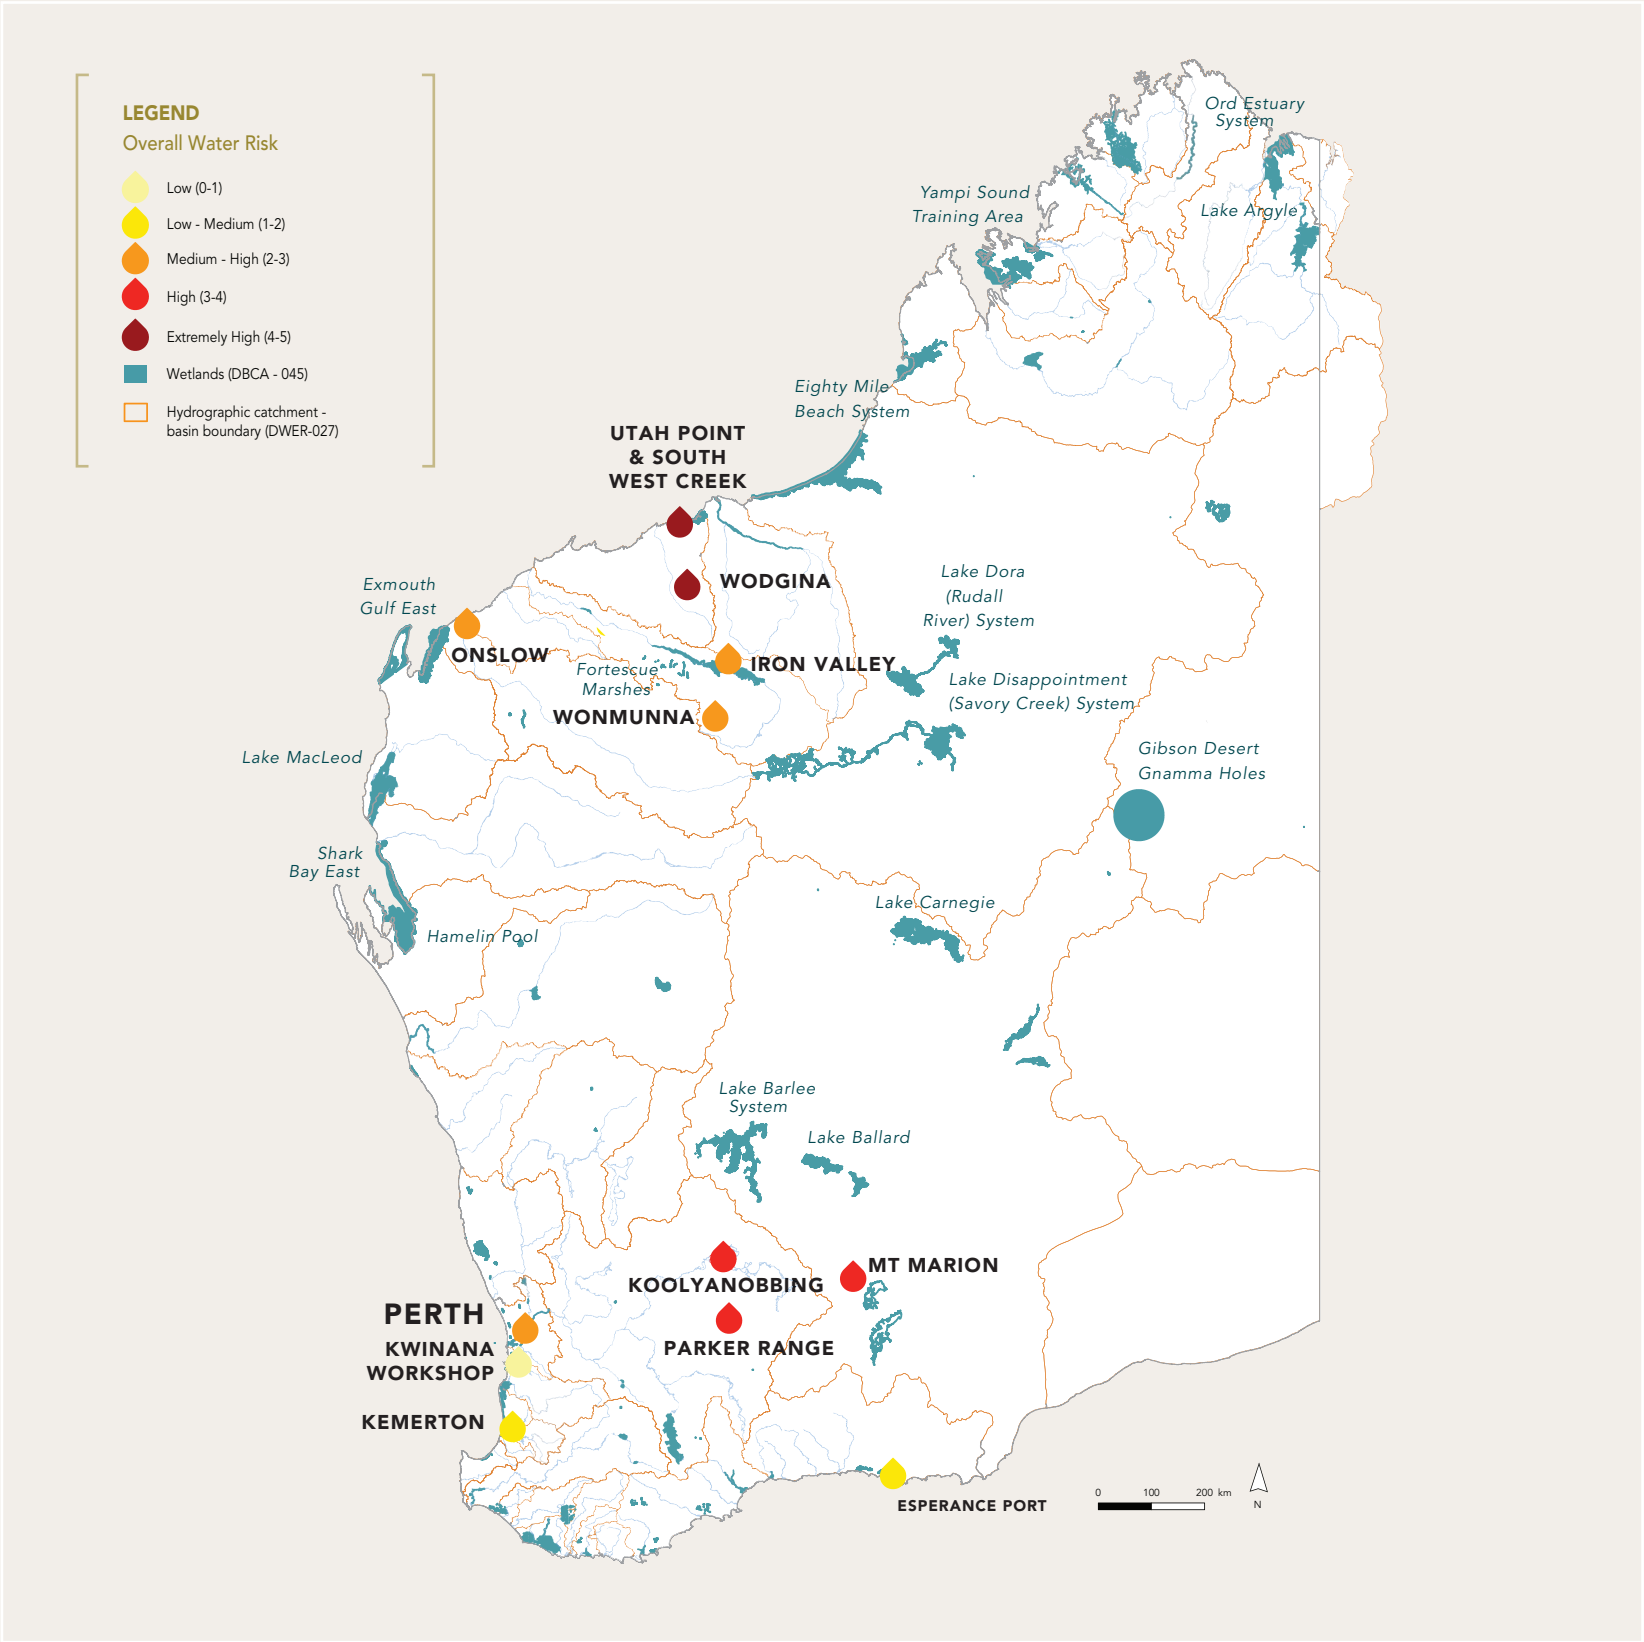 LEGEND
Overall Water Risk
Low (0-1)
Low - Medium (1-2)
Medium - High (2-3)
High (3-4)
Extremely High (4-5)
Wetlands (DBCA - 045)
Hydrographic catchment -
basin boundary (DWER-027)
Ord Estuary
System
Yampi Sound
Training Area
Lake Argyle
Eighty Mile
Beach System
UTAH POINT
& SOUTH
WEST CREEK
WODGINA
Lake Dora
(Rudall
River) System
Exmouth
Gulf East
ONSLOW
Fortescue
Marshes
IRON VALLEY
Lake Disappointment
(Savory Creek) System
WONMUNNA
Lake MacLeod
Gibson Desert
Gnamma Holes
Shark
Bay East
Lake Carnegie
Hamelin Pool
Lake Barlee
System
Lake Ballard
KOOLYANOBBING
MT MARION
PERTH
KWINANA
WORKSHOP
PARKER RANGE
KEMERTON
ESPERANCE PORT
0 100 200 km
N